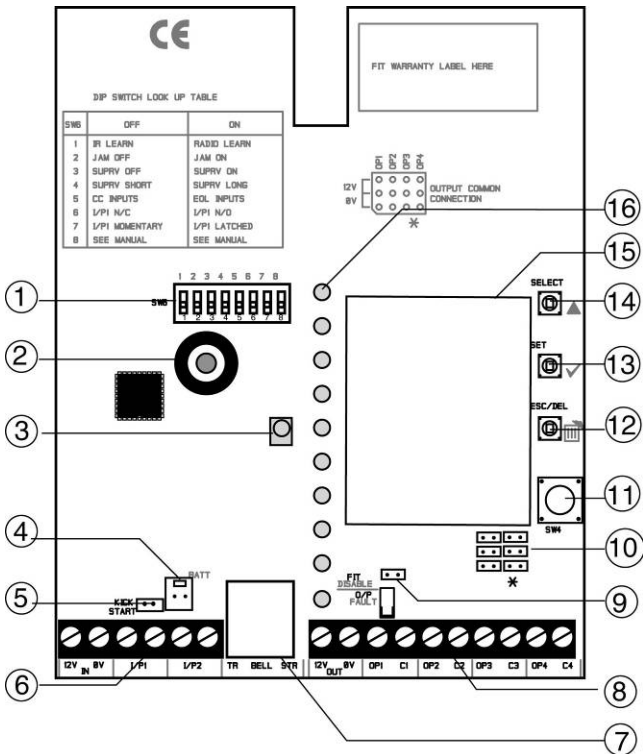 CE
FIT WARRANTY LABEL HERE
DIP SWITCH LOOK UP TABLE
SW6 OFF ON
1 IR LEARN RADIO LEARN
2 JAM OFF JAM ON
3 SUPRV OFF SUPRV ON
4 SUPRV SHORT SUPRV LONG
5 CC INPUTS EOL INPUTS
6 I/P1 N/C I/P1 N/O
7 I/P1 MOMENTARY I/P1 LATCHED
8 SEE MANUAL SEE MANUAL
OP1 OP2 OP3 OP4
12V
0V
OUTPUT COMMON
CONNECTION
*
16
15
1 2 3 4 5 6 7 8
SW6
1 2 3 4 5 6 7 8
1
SELECT
14
2
SET
13
3
ESC/DEL
12
11
SW4
4
BATT
10
*
5
KICK
START
FIT
DISABLE
O/P
FAULT
9
12V 0V I/P1 I/P2
IN
TR BELL STR
12V 0V OP1 C1 OP2 C2 OP3 C3 OP4 C4
OUT
6
8
7